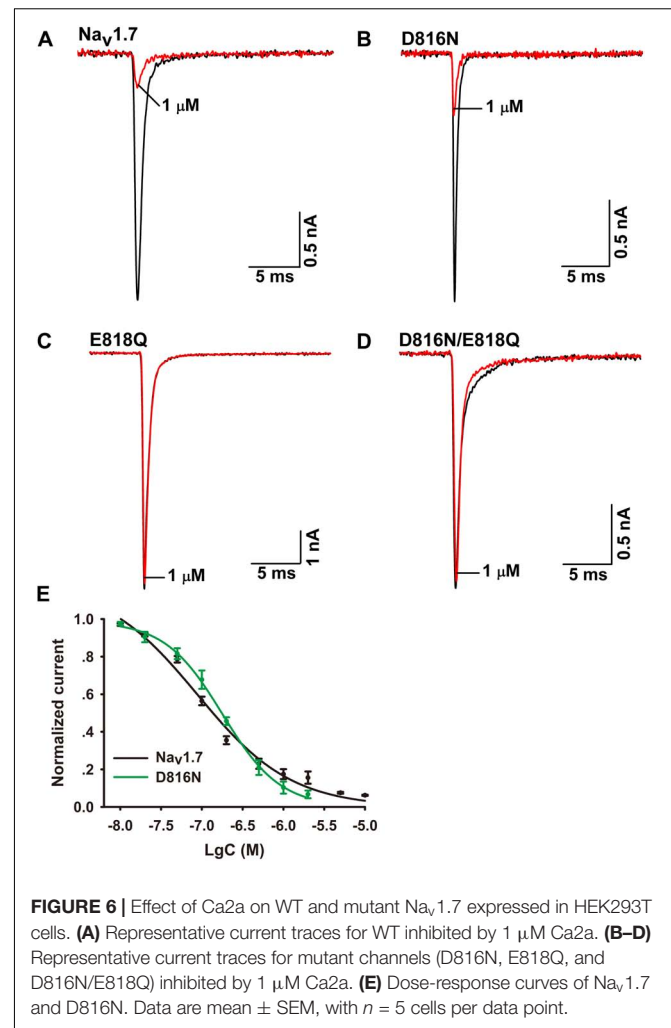 A
Nav1.7
1 μM
0.5 nA
5 ms
B
D816N
1 μM
0.5 nA
5 ms
C
E818Q
1 μM
1 nA
5 ms
D
D816N/E818Q
1 μM
0.5 nA
5 ms
E
Normalized current
1.0
.8
.6
.4
.2
0.0
Nav1.7
D816N
-8.0 -7.5 -7.0 -6.5 -6.0 -5.5 -5.0
LgC (M)
FIGURE 6 | Effect of Ca2a on WT and mutant Nav1.7 expressed in HEK293T
cells. (A) Representative current traces for WT inhibited by 1 μM Ca2a. (B–D)
Representative current traces for mutant channels (D816N, E818Q, and
D816N/E818Q) inhibited by 1 μM Ca2a. (E) Dose-response curves of Nav1.7
and D816N. Data are mean ± SEM, with n = 5 cells per data point.